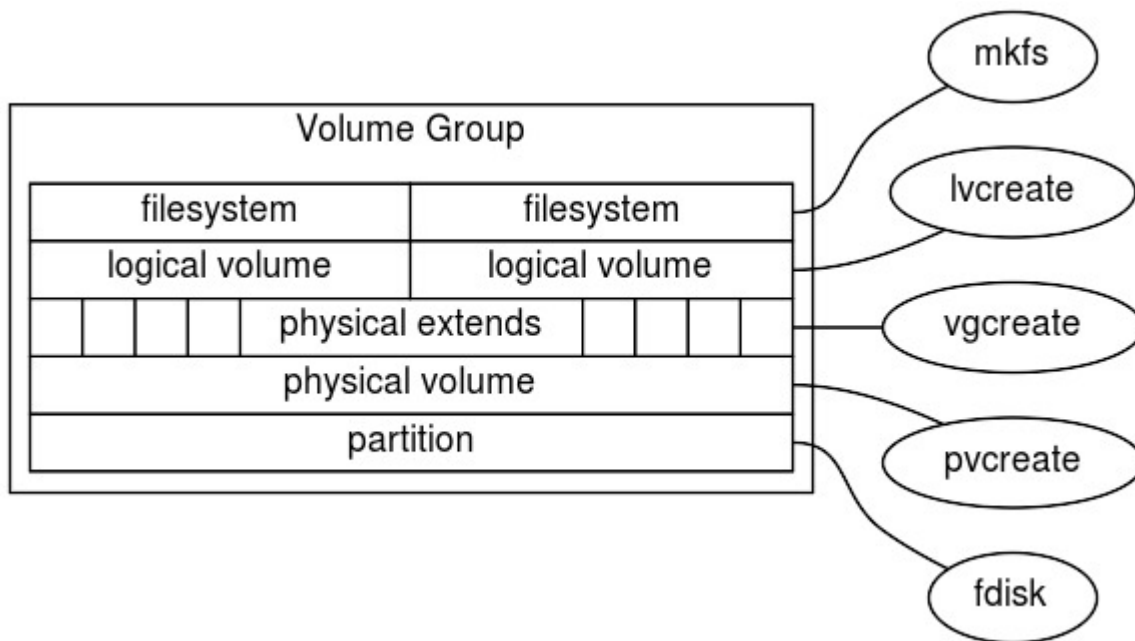 mkfs
Volume Group
lvcreate
filesystem filesystem
logical volume logical volume
physical extends
vgcreate
physical volume
partition
pvcreate
fdisk